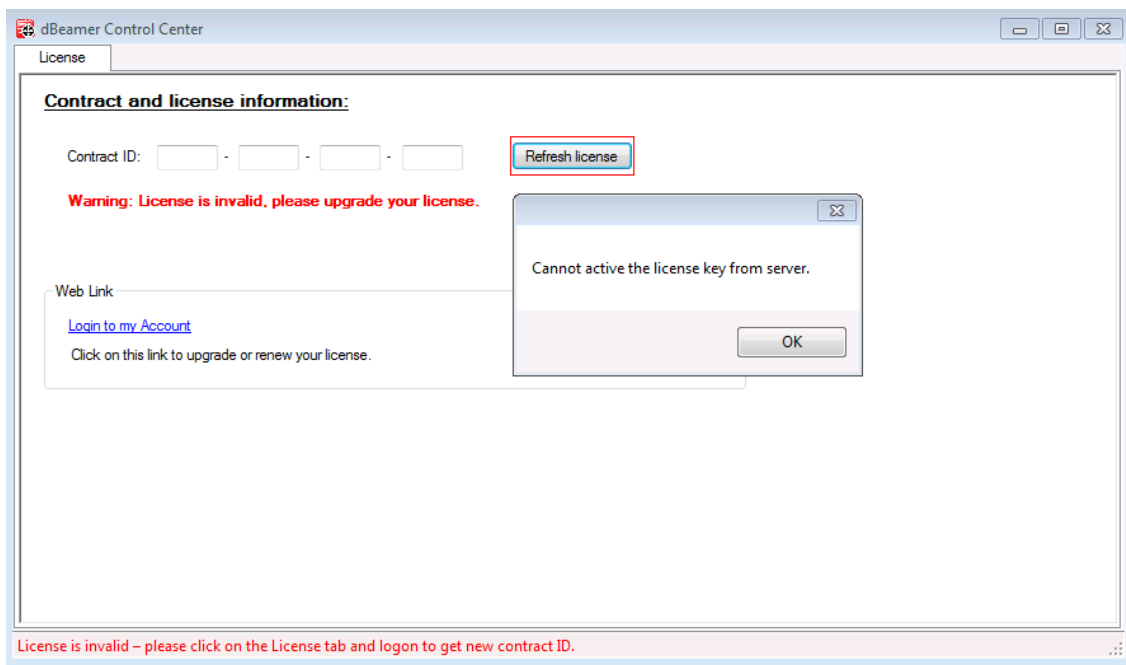 dBeamer Control Center
License
Contract and license information:
Contract ID: - - - Refresh license
Warning: License is invalid, please upgrade your license.
Cannot active the license key from server.
OK
Web Link
Login to my Account
Click on this link to upgrade or renew your license.
License is invalid – please click on the License tab and logon to get new contract ID.